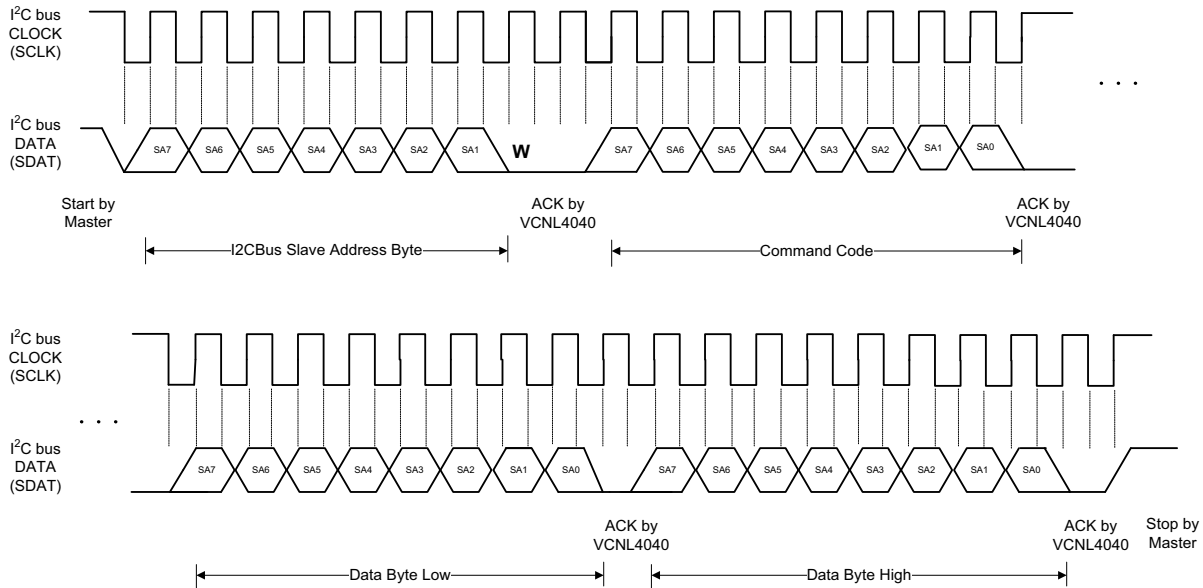 I²C bus
CLOCK
(SCLK)
. . .
I²C bus
DATA
(SDAT)
SA7 SA6 SA5 SA4 SA3 SA2 SA1 W SA7 SA6 SA5 SA4 SA3 SA2 SA1 SA0
Start by
Master
ACK by
VCNL4040
ACK by
VCNL4040
I2CBus Slave Address Byte
Command Code
I²C bus
CLOCK
(SCLK)
. . .
I²C bus
DATA
(SDAT)
SA7 SA6 SA5 SA4 SA3 SA2 SA1 SA0 SA7 SA6 SA5 SA4 SA3 SA2 SA1 SA0
ACK by
VCNL4040
ACK by
VCNL4040
Stop by
Master
Data Byte Low
Data Byte High